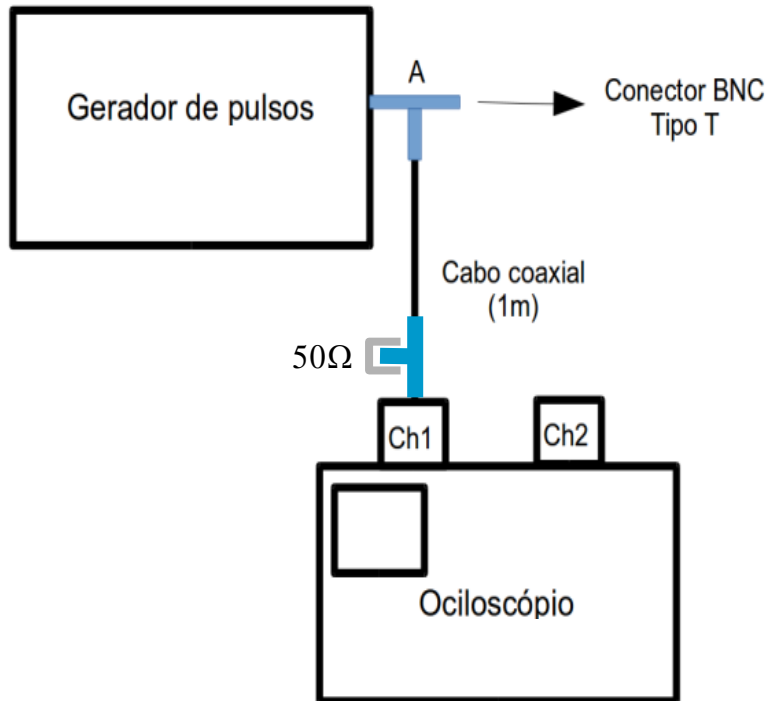 Gerador de pulsos
A
Conector BNC
Tipo T
Cabo coaxial
(1m)
50Ω
Ch1
Ch2
Ociloscópio